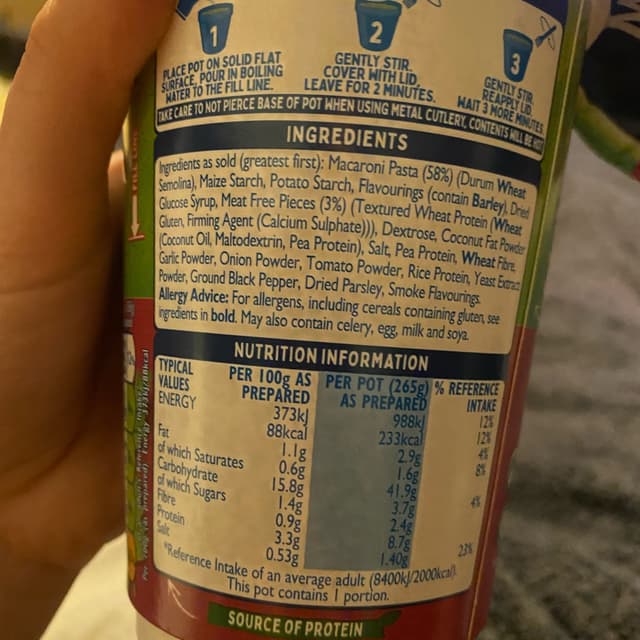 1
2
3
PLACE POT ON SOLID FLAT
SURFACE, POUR IN BOILING
WATER TO THE FILL LINE.
GENTLY STIR,
COVER WITH LID,
LEAVE FOR 2 MINUTES.
GENTLY STIR,
REAPPLY LID,
WAIT 3 MORE MINUTES.
TAKE CARE TO NOT PIERCE BASE OF POT WHEN USING METAL CUTLERY, CONTENTS WILL BE HOT
INGREDIENTS
Ingredients as sold (greatest first): Macaroni Pasta (58%) (Durum Wheat
Semolina), Maize Starch, Potato Starch, Flavourings (contain Barley), Dried
Glucose Syrup, Meat Free Pieces (3%) (Textured Wheat Protein (Wheat
Gluten, Firming Agent (Calcium Sulphate))), Dextrose, Coconut Fat Powder
(Coconut Oil, Maltodextrin, Pea Protein), Salt, Pea Protein, Wheat Fibre,
Garlic Powder, Onion Powder, Tomato Powder, Rice Protein, Yeast Extract
Powder, Ground Black Pepper, Dried Parsley, Smoke Flavourings.
Allergy Advice: For allergens, including cereals containing gluten, see
ingredients in bold. May also contain celery, egg, milk and soya.
NUTRITION INFORMATION
TYPICAL VALUES PER 100g AS PREPARED PER POT (265g) AS PREPARED % REFERENCE INTAKE
ENERGY 373kJ 988kJ 12%
88kcal 233kcal 12%
Fat 1.1g 2.9g 4%
of which Saturates 0.6g 1.6g 8%
Carbohydrate 15.8g 41.9g
of which Sugars 1.4g 3.7g 4%
Fibre 0.9g 2.4g
Protein 3.3g 8.7g
Salt 0.53g 1.40g 23%
*Reference Intake of an average adult (8400kJ/2000kcal).
This pot contains 1 portion.
SOURCE OF PROTEIN
FILL LINE
Per 100g (as prepared): Energy 373kJ/88kcal